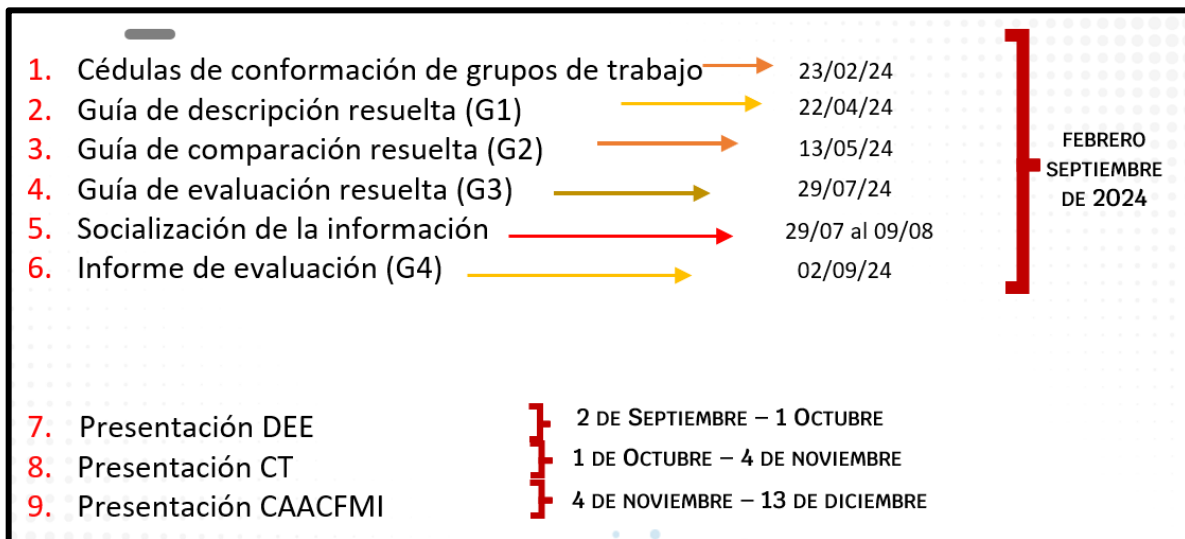 1. Cédulas de conformación de grupos de trabajo 23/02/24
2. Guía de descripción resuelta (G1) 22/04/24
3. Guía de comparación resuelta (G2) 13/05/24
4. Guía de evaluación resuelta (G3) 29/07/24
5. Socialización de la información 29/07 al 09/08
6. Informe de evaluación (G4) 02/09/24
FEBRERO
SEPTIEMBRE
DE 2024
7. Presentación DEE 2 DE SEPTIEMBRE – 1 OCTUBRE
8. Presentación CT 1 DE OCTUBRE – 4 DE NOVIEMBRE
9. Presentación CAACFMI 4 DE NOVIEMBRE – 13 DE DICIEMBRE